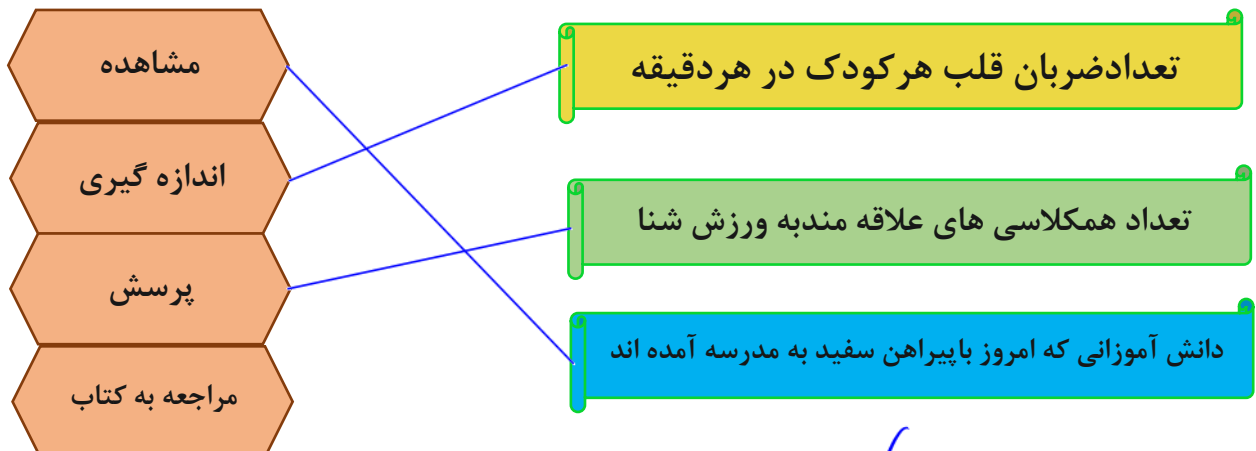 تعدادضربان قلب هرکودک در هردقیقه
مشاهده
اندازه گیری
تعداد همکلاسی های علاقه مندبه ورزش شنا
پرسش
دانش آموزانی که امروز باپیراهن سفید به مدرسه آمده اند
مراجعه به کتاب